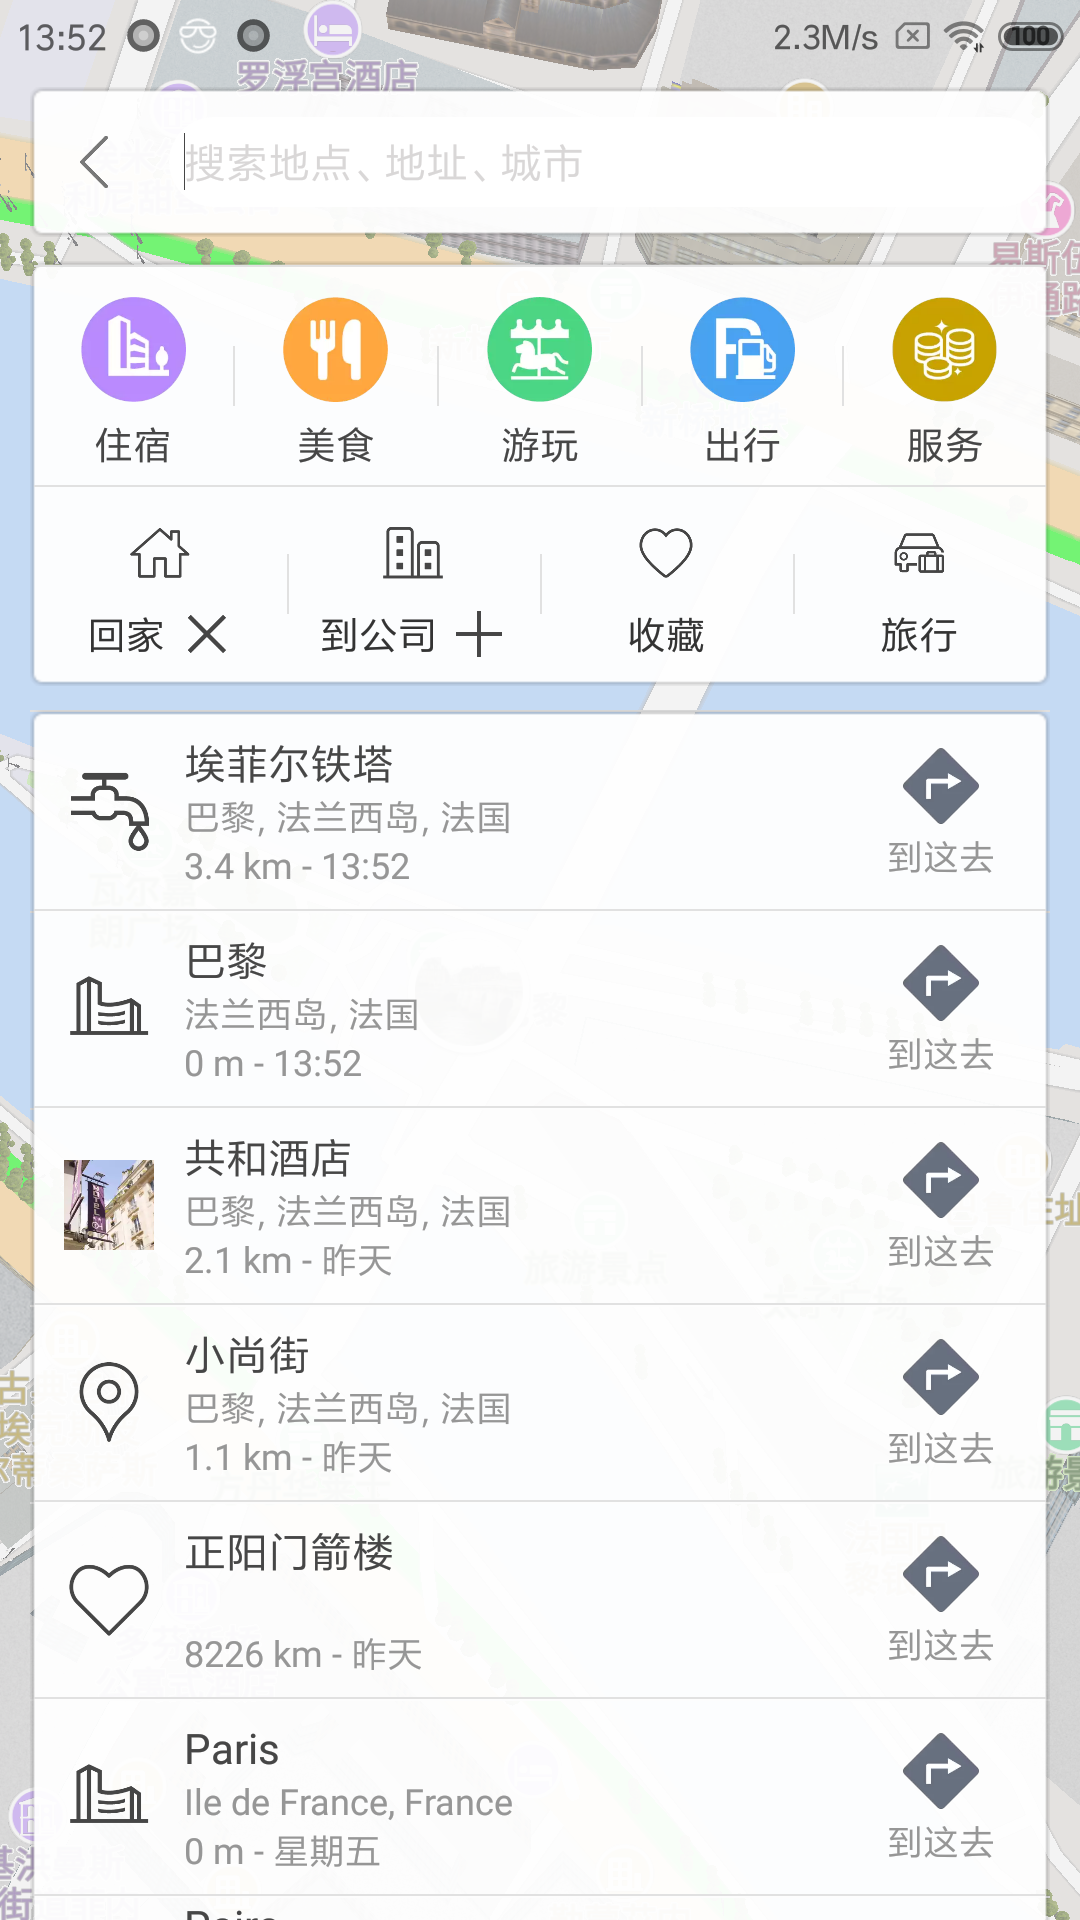 13:52
2.3M/s
100
罗浮宫酒店
搜索地点、地址、城市
易斯伍
通路
住宿
美食
游玩
出行
服务
回家
到公司
收藏
旅行
埃菲尔铁塔
巴黎, 法兰西岛, 法国
3.4 km - 13:52
到这去
巴黎
法兰西岛, 法国
0 m - 13:52
到这去
共和酒店
巴黎, 法兰西岛, 法国
2.1 km - 昨天
到这去
小尚街
巴黎, 法兰西岛, 法国
1.1 km - 昨天
到这去
正阳门箭楼
8226 km - 昨天
到这去
Paris
Ile de France, France
0 m - 星期五
到这去